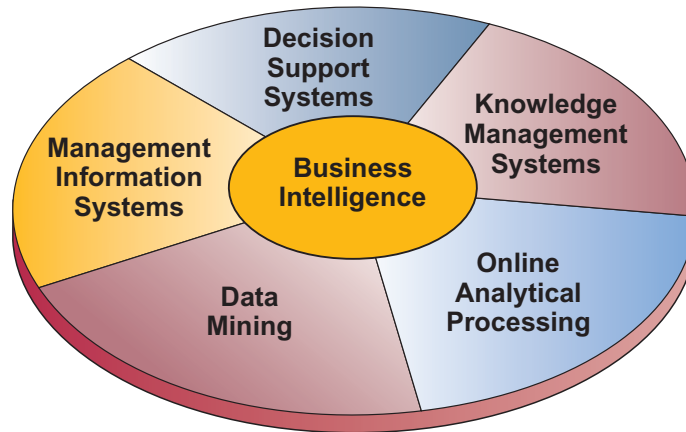 Decision
Support
Systems
Knowledge
Management
Systems
Management
Information
Systems
Business
Intelligence
Online
Analytical
Processing
Data
Mining